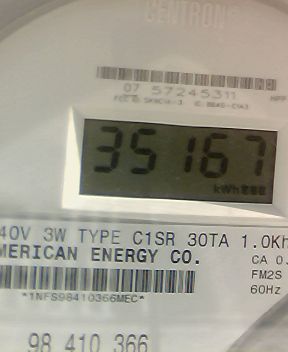 CENTRON®
07 57245311
35167
kWh
40V 3W TYPE C1SR 30TA 1.0Kh
MERICAN ENERGY CO.
CA 0.
FM2S
*1NFS98410366MEC*
60Hz
98 410 366